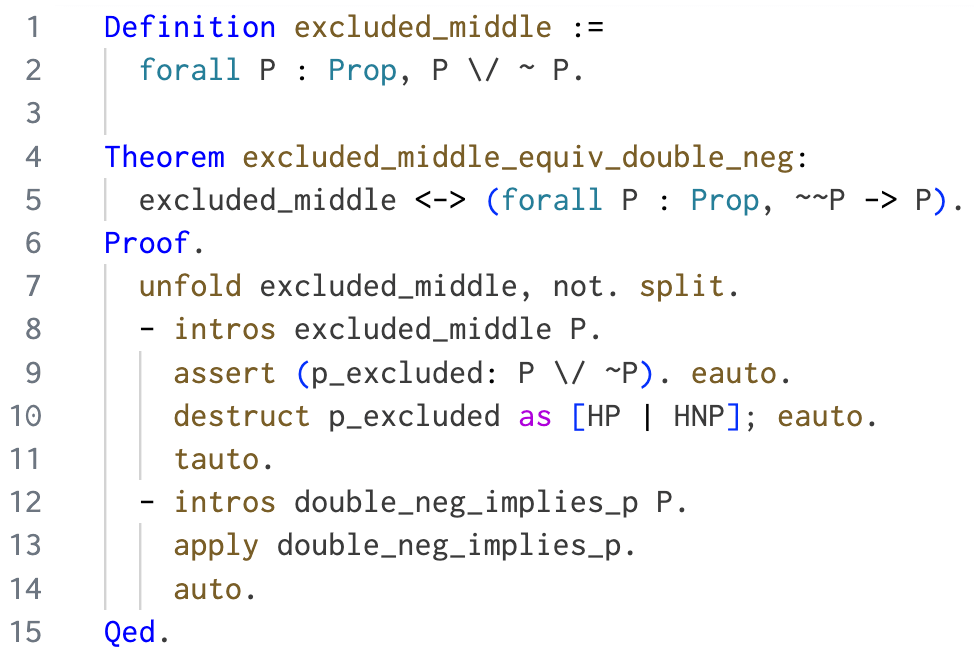 1 Definition excluded_middle :=
2 forall P : Prop, P \/ ~ P.
3
4 Theorem excluded_middle_equiv_double_neg:
5 excluded_middle <-> (forall P : Prop, ~~P -> P).
6 Proof.
7 unfold excluded_middle, not. split.
8 - intros excluded_middle P.
9 assert (p_excluded: P \/ ~P). eauto.
10 destruct p_excluded as [HP | HNP]; eauto.
11 tauto.
12 - intros double_neg_implies_p P.
13 apply double_neg_implies_p.
14 auto.
15 Qed.